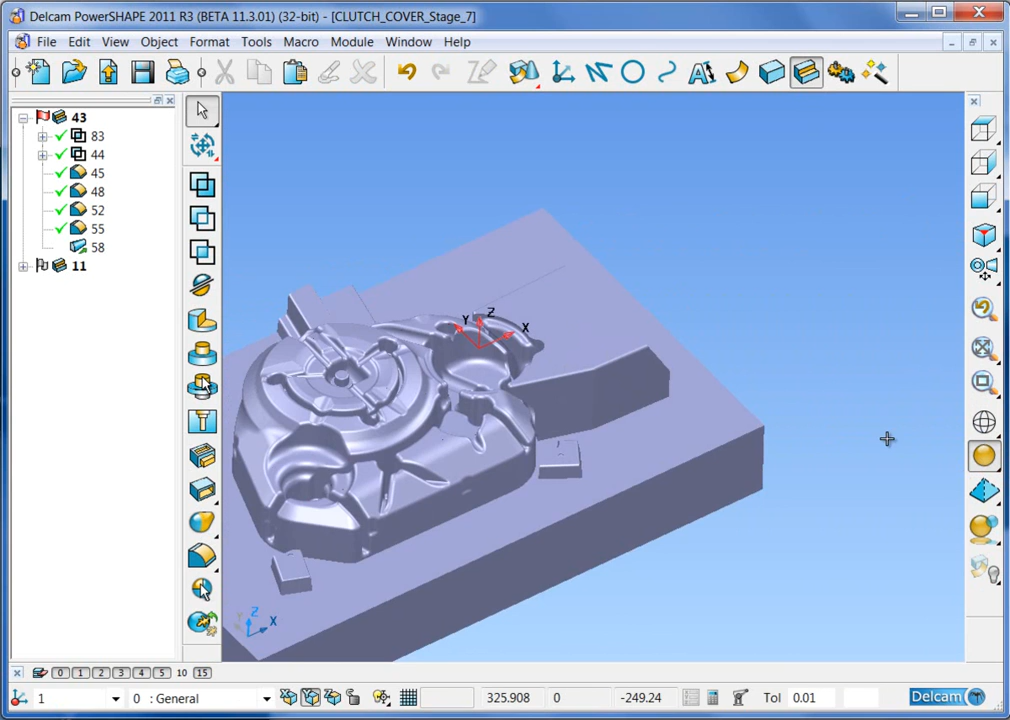 Delcam PowerSHAPE 2011 R3 (BETA 11.3.01) (32-bit) - [CLUTCH_COVER_Stage_7]
File Edit View Object Format Tools Macro Module Window Help
43
83
44
45
48
52
55
58
11
Z
Y
X
Z
X
0 1 2 3 4 5 10 15
1 0 : General 325.908 0 -249.24 Tol 0.01 Delcam